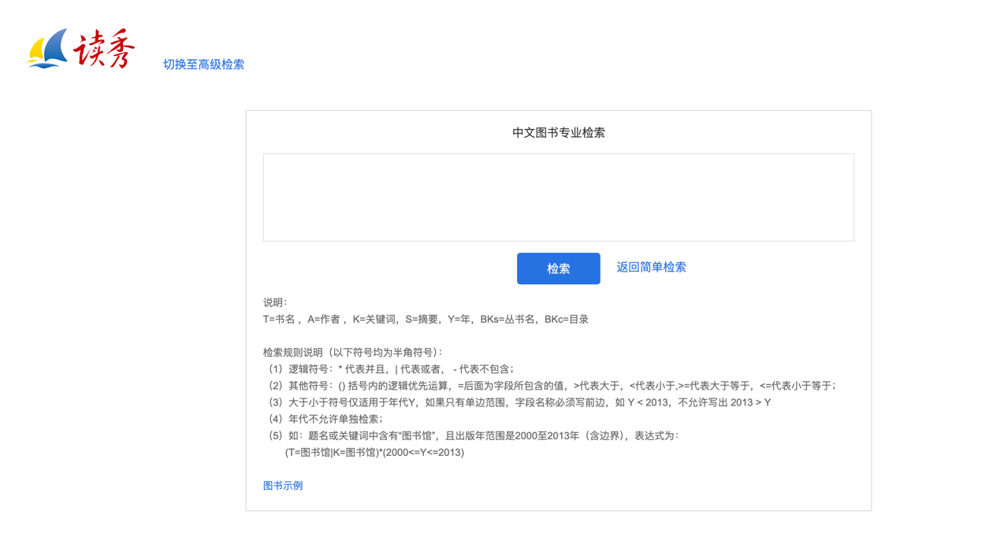 读秀
切换至高级检索
中文图书专业检索
检索
返回简单检索
说明：
T=书名 ，A=作者 ，K=关键词，S=摘要，Y=年，BKs=丛书名，BKc=目录
检索规则说明（以下符号均为半角符号）：
（1）逻辑符号：* 代表并且，| 代表或者， - 代表不包含；
（2）其他符号：() 括号内的逻辑优先运算，=后面为字段所包含的值，>代表大于，<代表小于,>=代表大于等于，<=代表小于等于；
（3）大于小于符号仅适用于年代Y，如果只有单边范围，字段名称必须写前边，如 Y < 2013，不允许写出 2013 > Y
（4）年代不允许单独检索；
（5）如：题名或关键词中含有“图书馆”，且出版年范围是2000至2013年（含边界），表达式为：
(T=图书馆|K=图书馆)*(2000<=Y<=2013)
图书示例